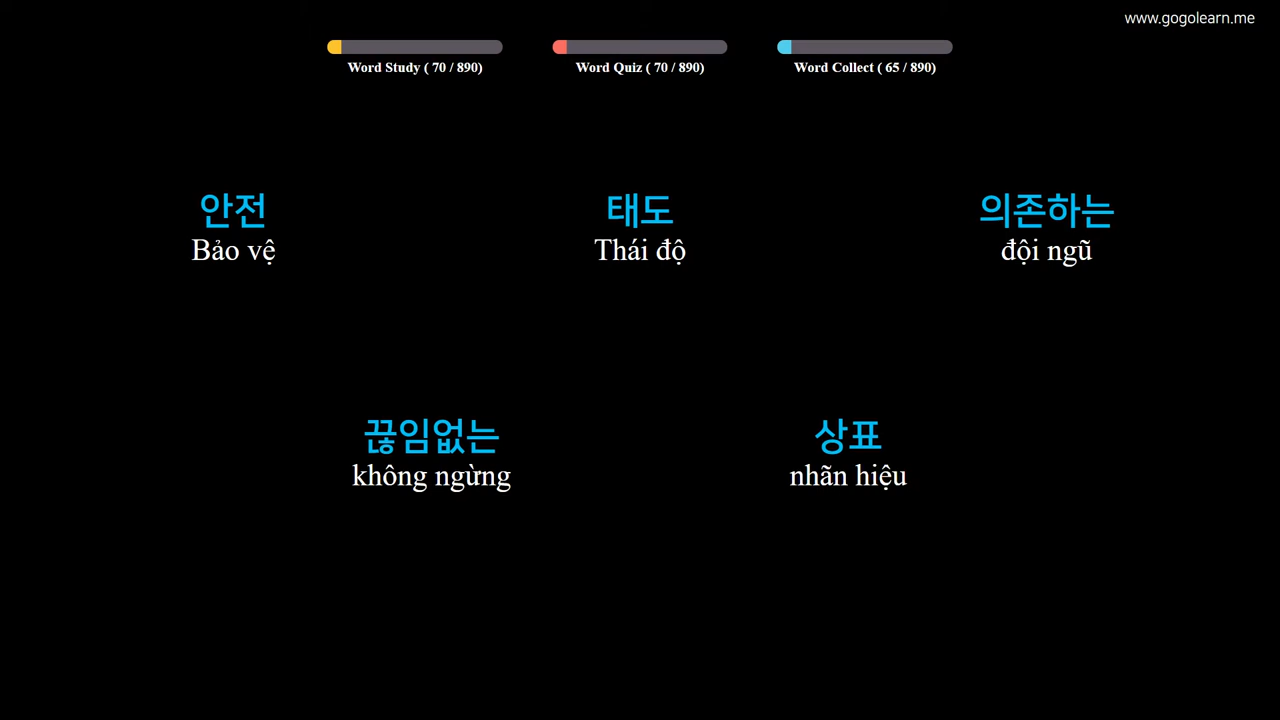 www.gogolearn.me
Word Study ( 70 / 890)
Word Quiz ( 70 / 890)
Word Collect ( 65 / 890)
안전
Bảo vệ
태도
Thái độ
의존하는
đội ngũ
끊임없는
không ngừng
상표
nhãn hiệu